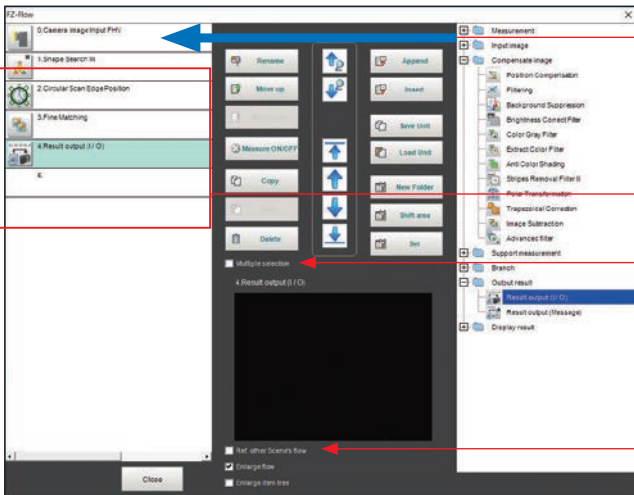 FZ-Flow
0.Camera Image Input FHV
1.Shape Search III
2.Circular Scan Edge Position
3.Fine Matching
4.Result output (I / O)
Close
Rename
Move up
Measure ON/OFF
Copy
Delete
Append
Insert
Save Unit
Load Unit
New Folder
Shift area
Set
Multiple selection
4.Result output (I / O)
Ref. other Scene's flow
Enlarge flow
Enlarge item tree
Measurement
Input image
Compensate image
Position Compensation
Filtering
Background Suppression
Brightness Correct Filter
Color Gray Filter
Extract Color Filter
Anti Color Shading
Stripes Removal Filter II
Polar Transformation
Trapezoidal Correction
Image Subtraction
Advanced filter
Support measurement
Branch
Output result
Result output (I / O)
Result output (Message)
Display result